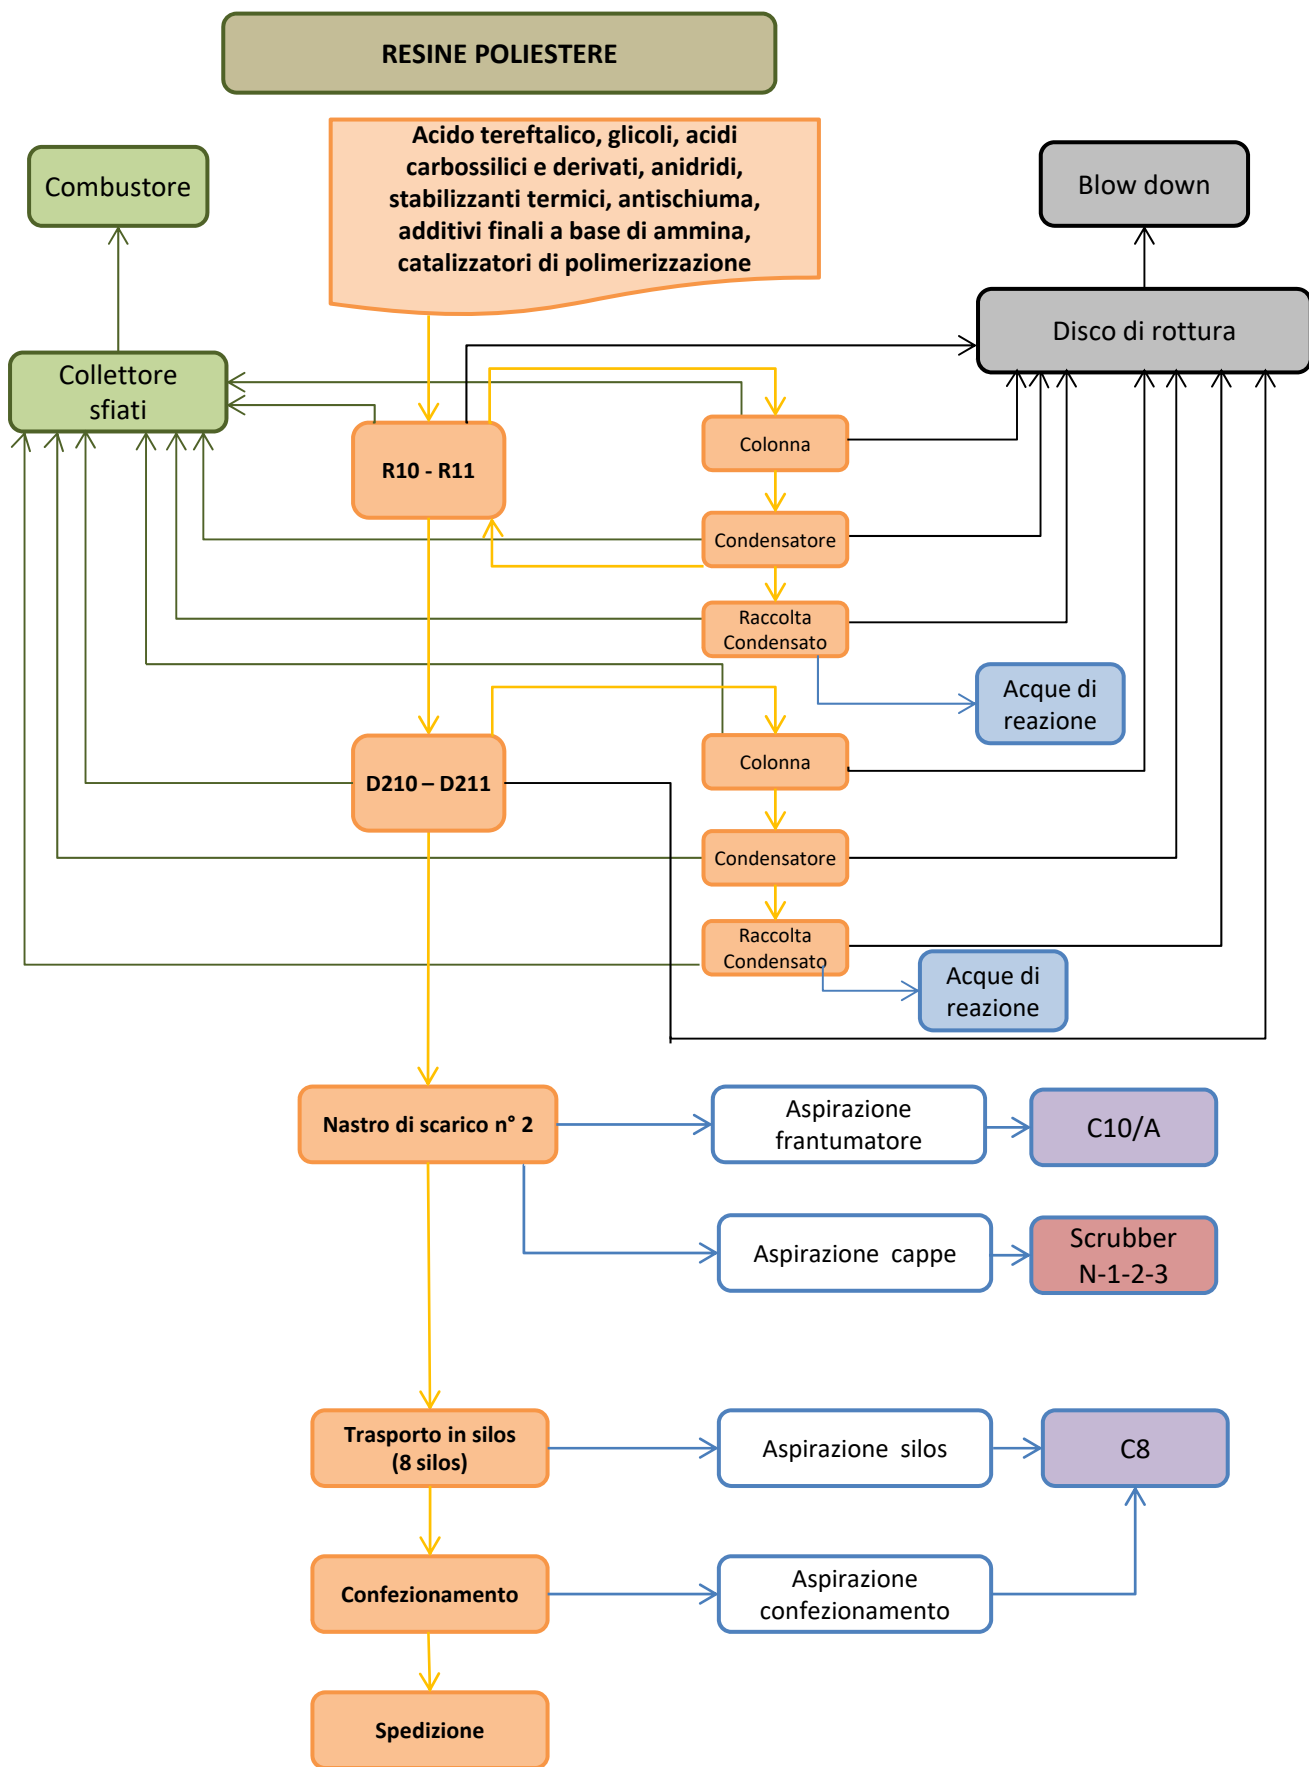 RESINE POLIESTERE
Acido tereftalico, glicoli, acidi
carbossilici e derivati, anidridi,
stabilizzanti termici, antischiuma,
additivi finali a base di ammina,
catalizzatori di polimerizzazione
Combustore
Blow down
Disco di rottura
Collettore
sfiati
R10 - R11
Colonna
Condensatore
Raccolta
Condensato
Acque di
reazione
D210 – D211
Colonna
Condensatore
Raccolta
Condensato
Acque di
reazione
Nastro di scarico n° 2
Aspirazione
frantumatore
C10/A
Aspirazione cappe
Scrubber
N-1-2-3
Trasporto in silos
(8 silos)
Aspirazione silos
C8
Confezionamento
Aspirazione
confezionamento
Spedizione